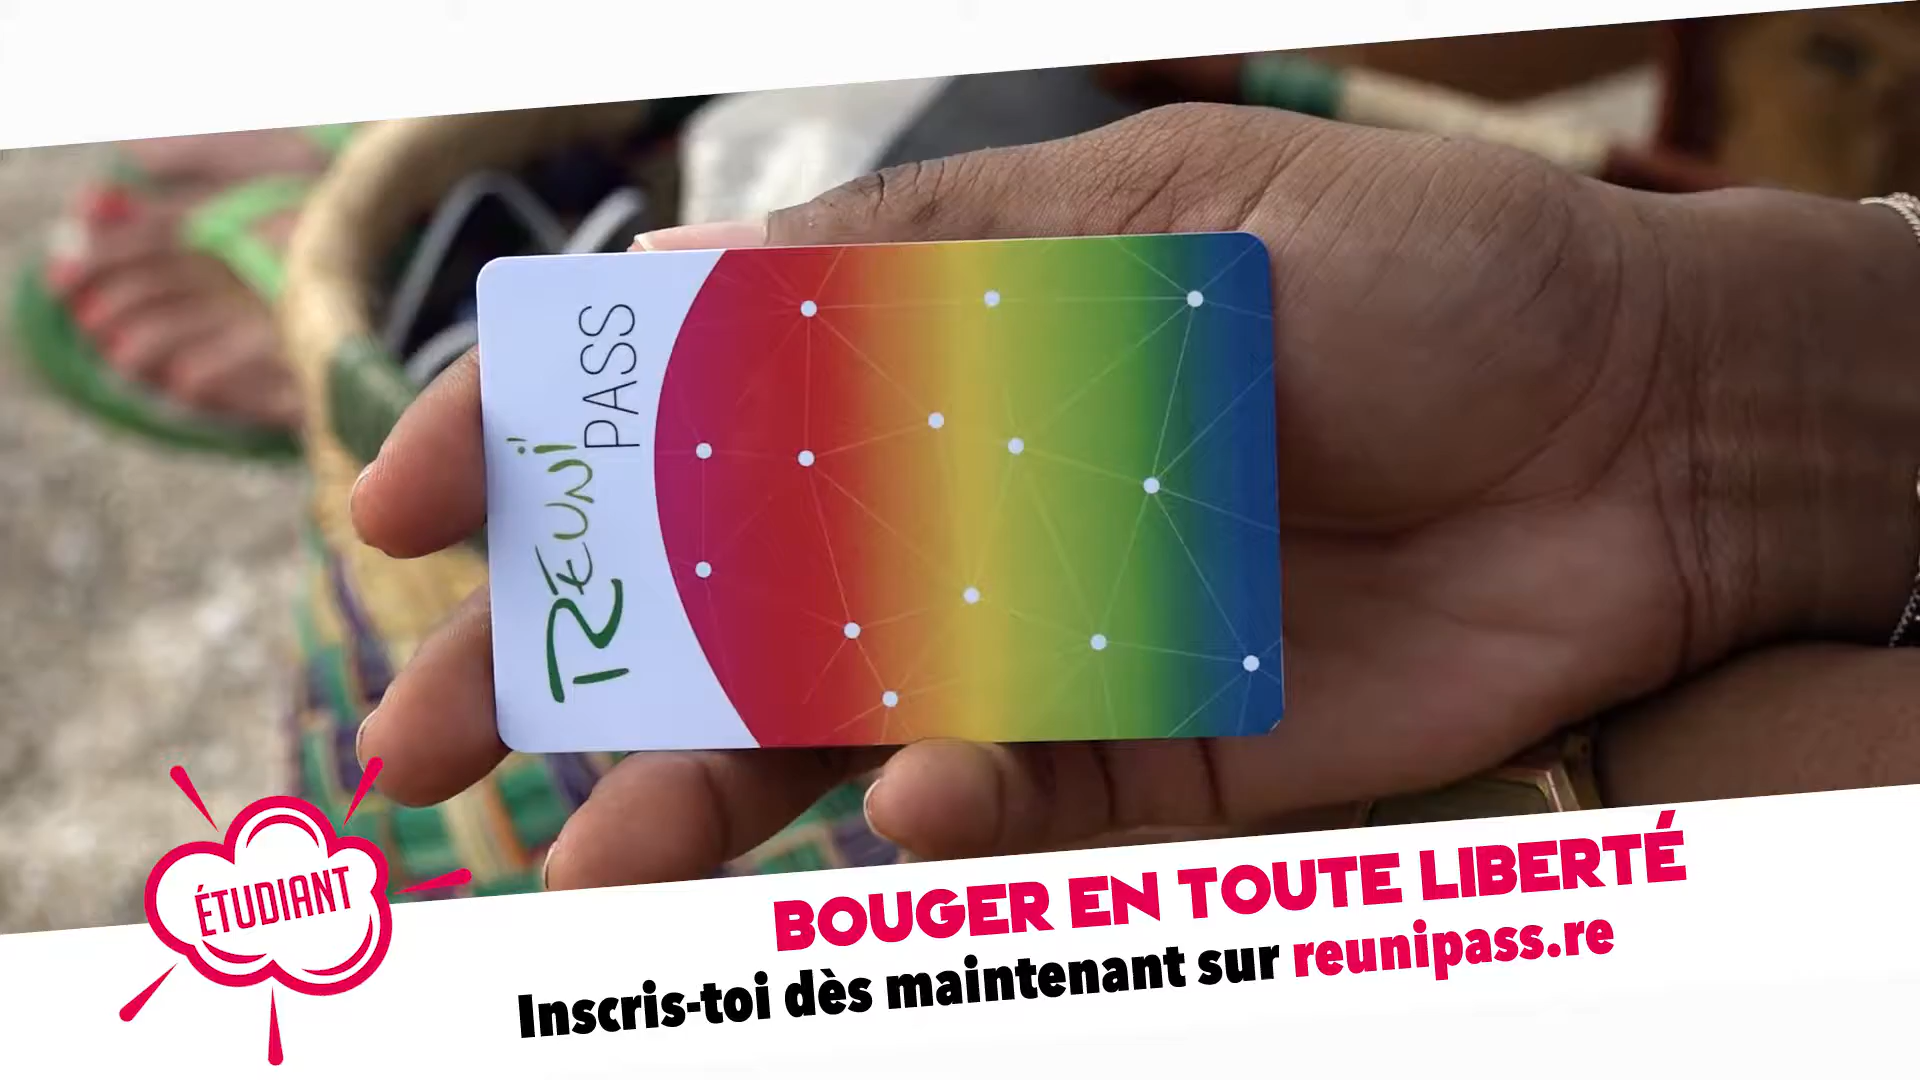 RÉUNI
PASS
ÉTUDIANT
BOUGER EN TOUTE LIBERTÉ
Inscris-toi dès maintenant sur reunipass.re